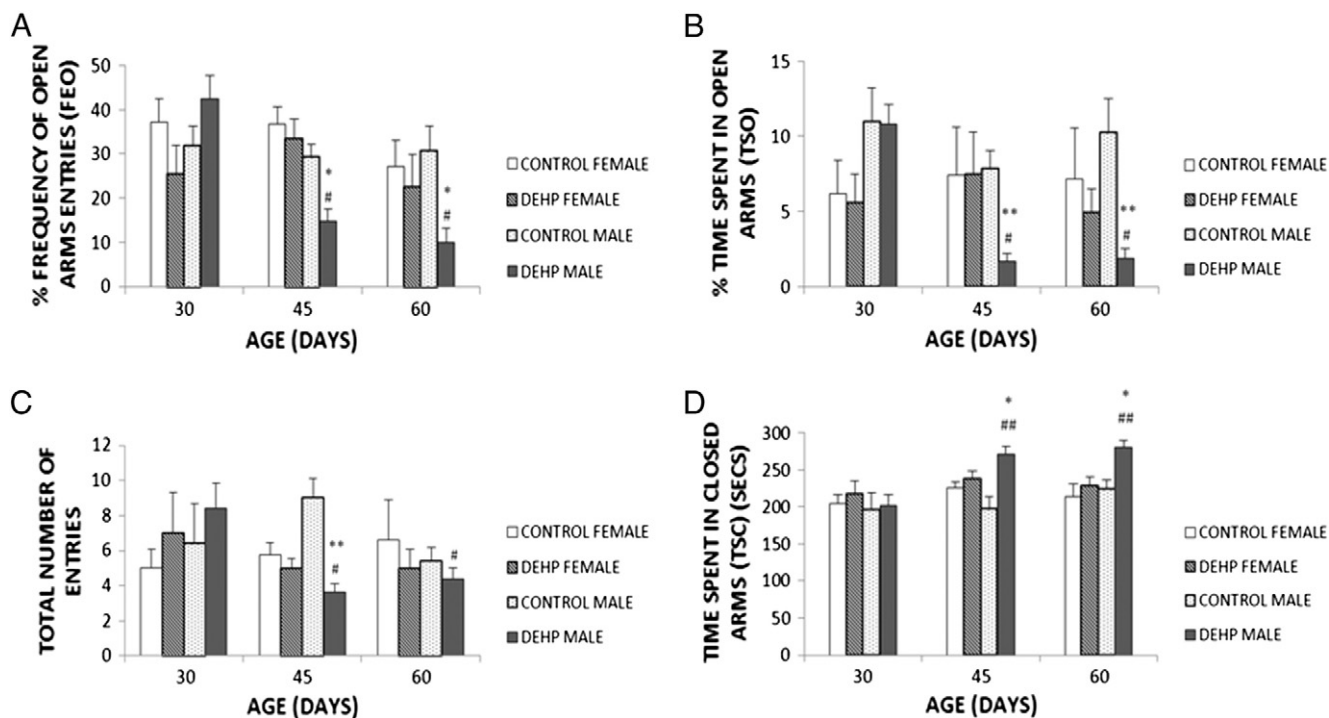 A
% FREQUENCY OF OPEN
ARMS ENTRIES (FEO)
50
40
30
20
10
0
*
#
*
#
30
45
60
AGE (DAYS)
CONTROL FEMALE
DEHP FEMALE
CONTROL MALE
DEHP MALE
B
% TIME SPENT IN OPEN
ARMS (TSO)
15
10
5
0
**
#
**
#
30
45
60
AGE (DAYS)
CONTROL FEMALE
DEHP FEMALE
CONTROL MALE
DEHP MALE
C
TOTAL NUMBER OF
ENTRIES
12
10
8
6
4
2
0
**
#
#
30
45
60
AGE (DAYS)
CONTROL FEMALE
DEHP FEMALE
CONTROL MALE
DEHP MALE
D
TIME SPENT IN CLOSED
ARMS (TSC) (SECS)
300
250
200
150
100
50
0
*
##
*
##
30
45
60
AGE (DAYS)
CONTROL FEMALE
DEHP FEMALE
CONTROL MALE
DEHP MALE